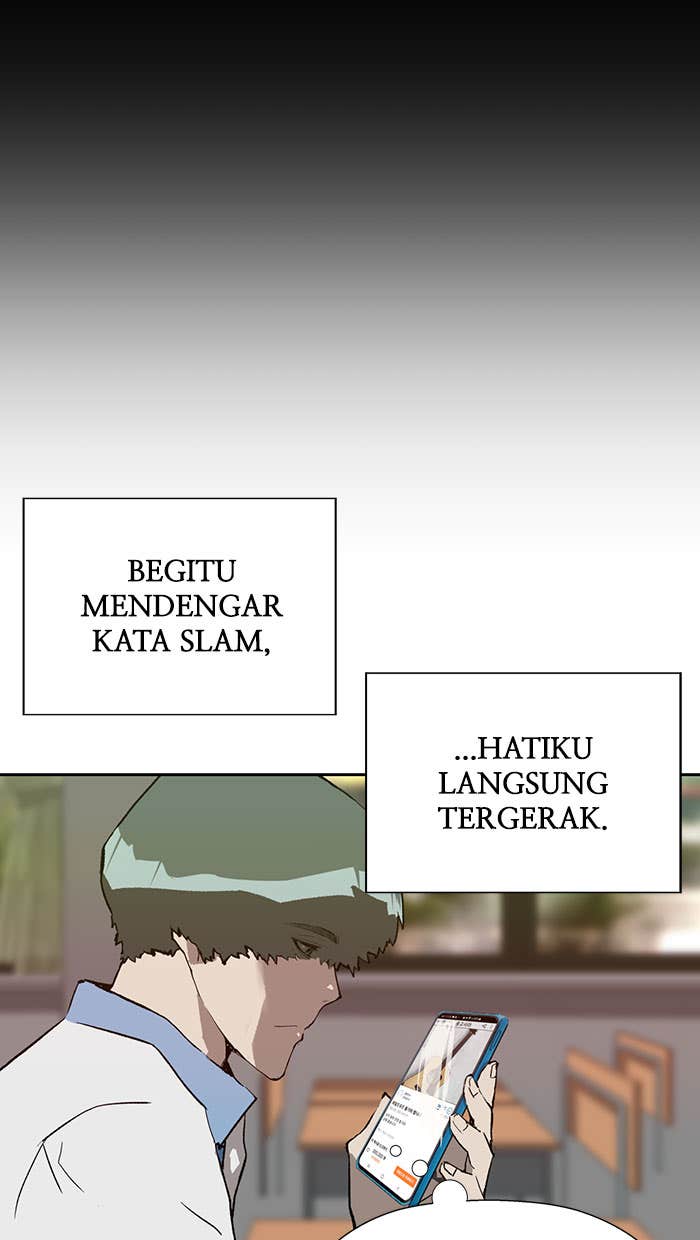 BEGITU
MENDENGAR
KATA SLAM,
...HATIKU
LANGSUNG
TERGERAK.